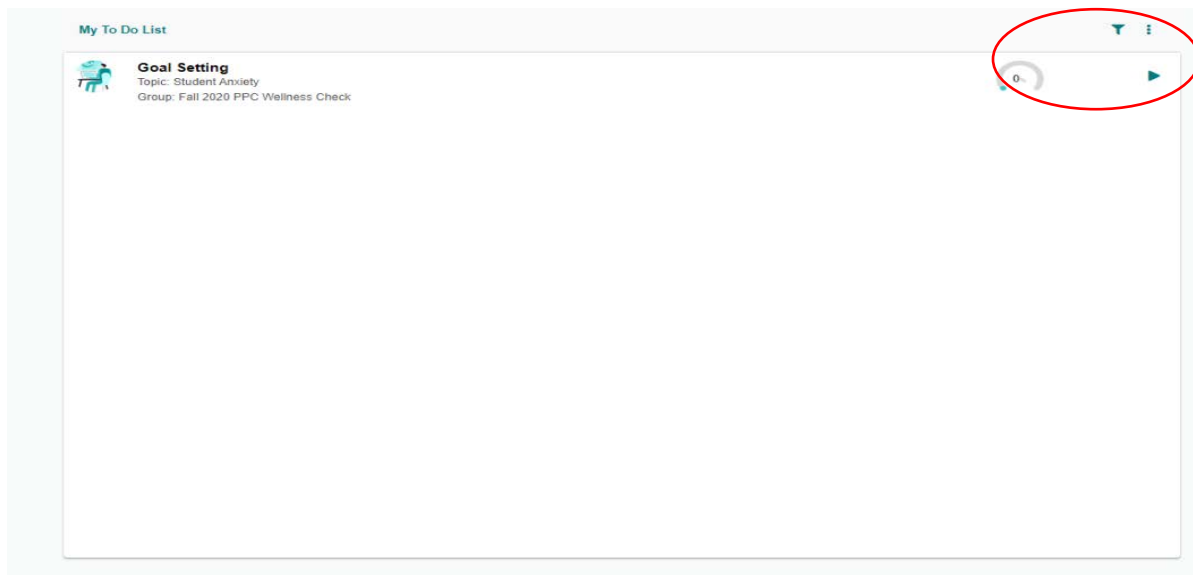 My To Do List
Goal Setting
Topic: Student Anxiety
Group: Fall 2020 PPC Wellness Check
0%